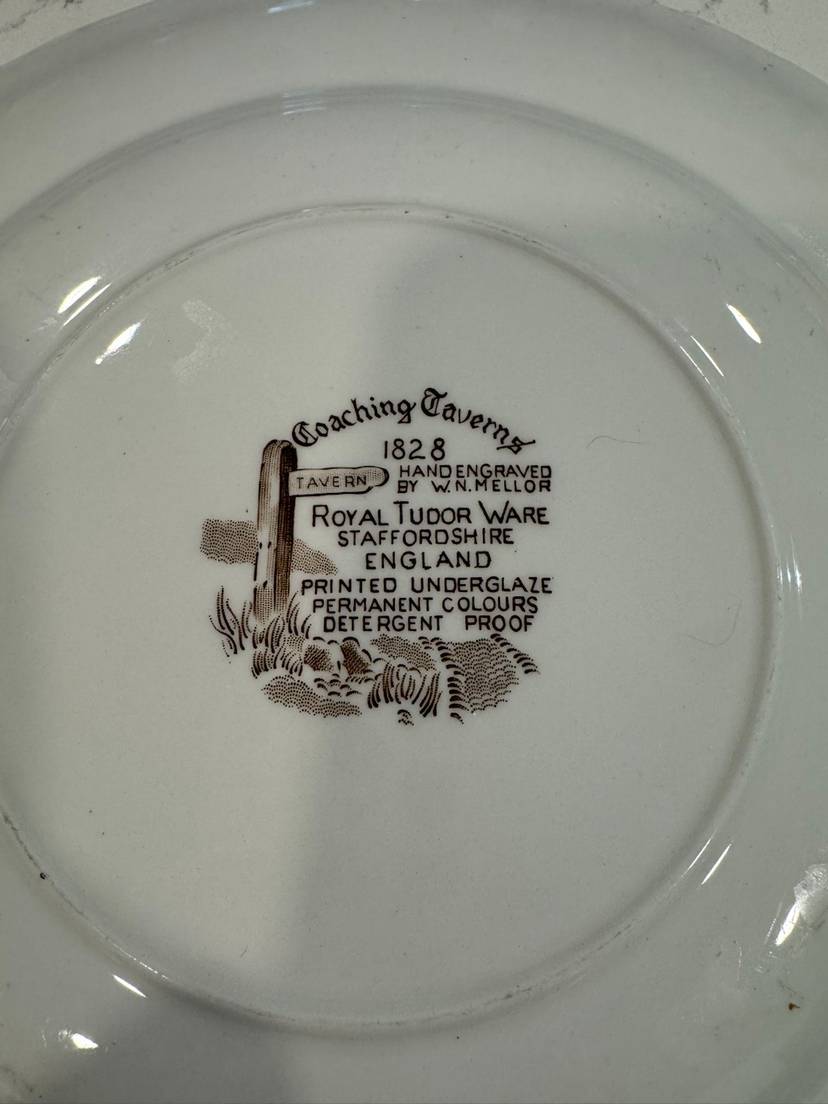 Coaching Taverns
1828
TAVERN
HAND ENGRAVED
BY W.N.MELLOR
ROYAL TUDOR WARE
STAFFORDSHIRE
ENGLAND
PRINTED UNDERGLAZE
PERMANENT COLOURS
DETERGENT PROOF